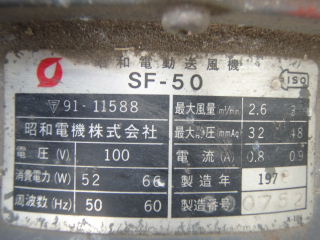 昭和電動送風機
SF-50
ISO
〒91-11588
昭和電機株式会社
電圧(V) 100
消費電力(W) 52 66
周波数(Hz) 50 60
最大風量 m³/min 2.6 3
最大静圧 mmAq 32 48
電流(A) 0.8 0.9
製造年 197
製造番号 0752